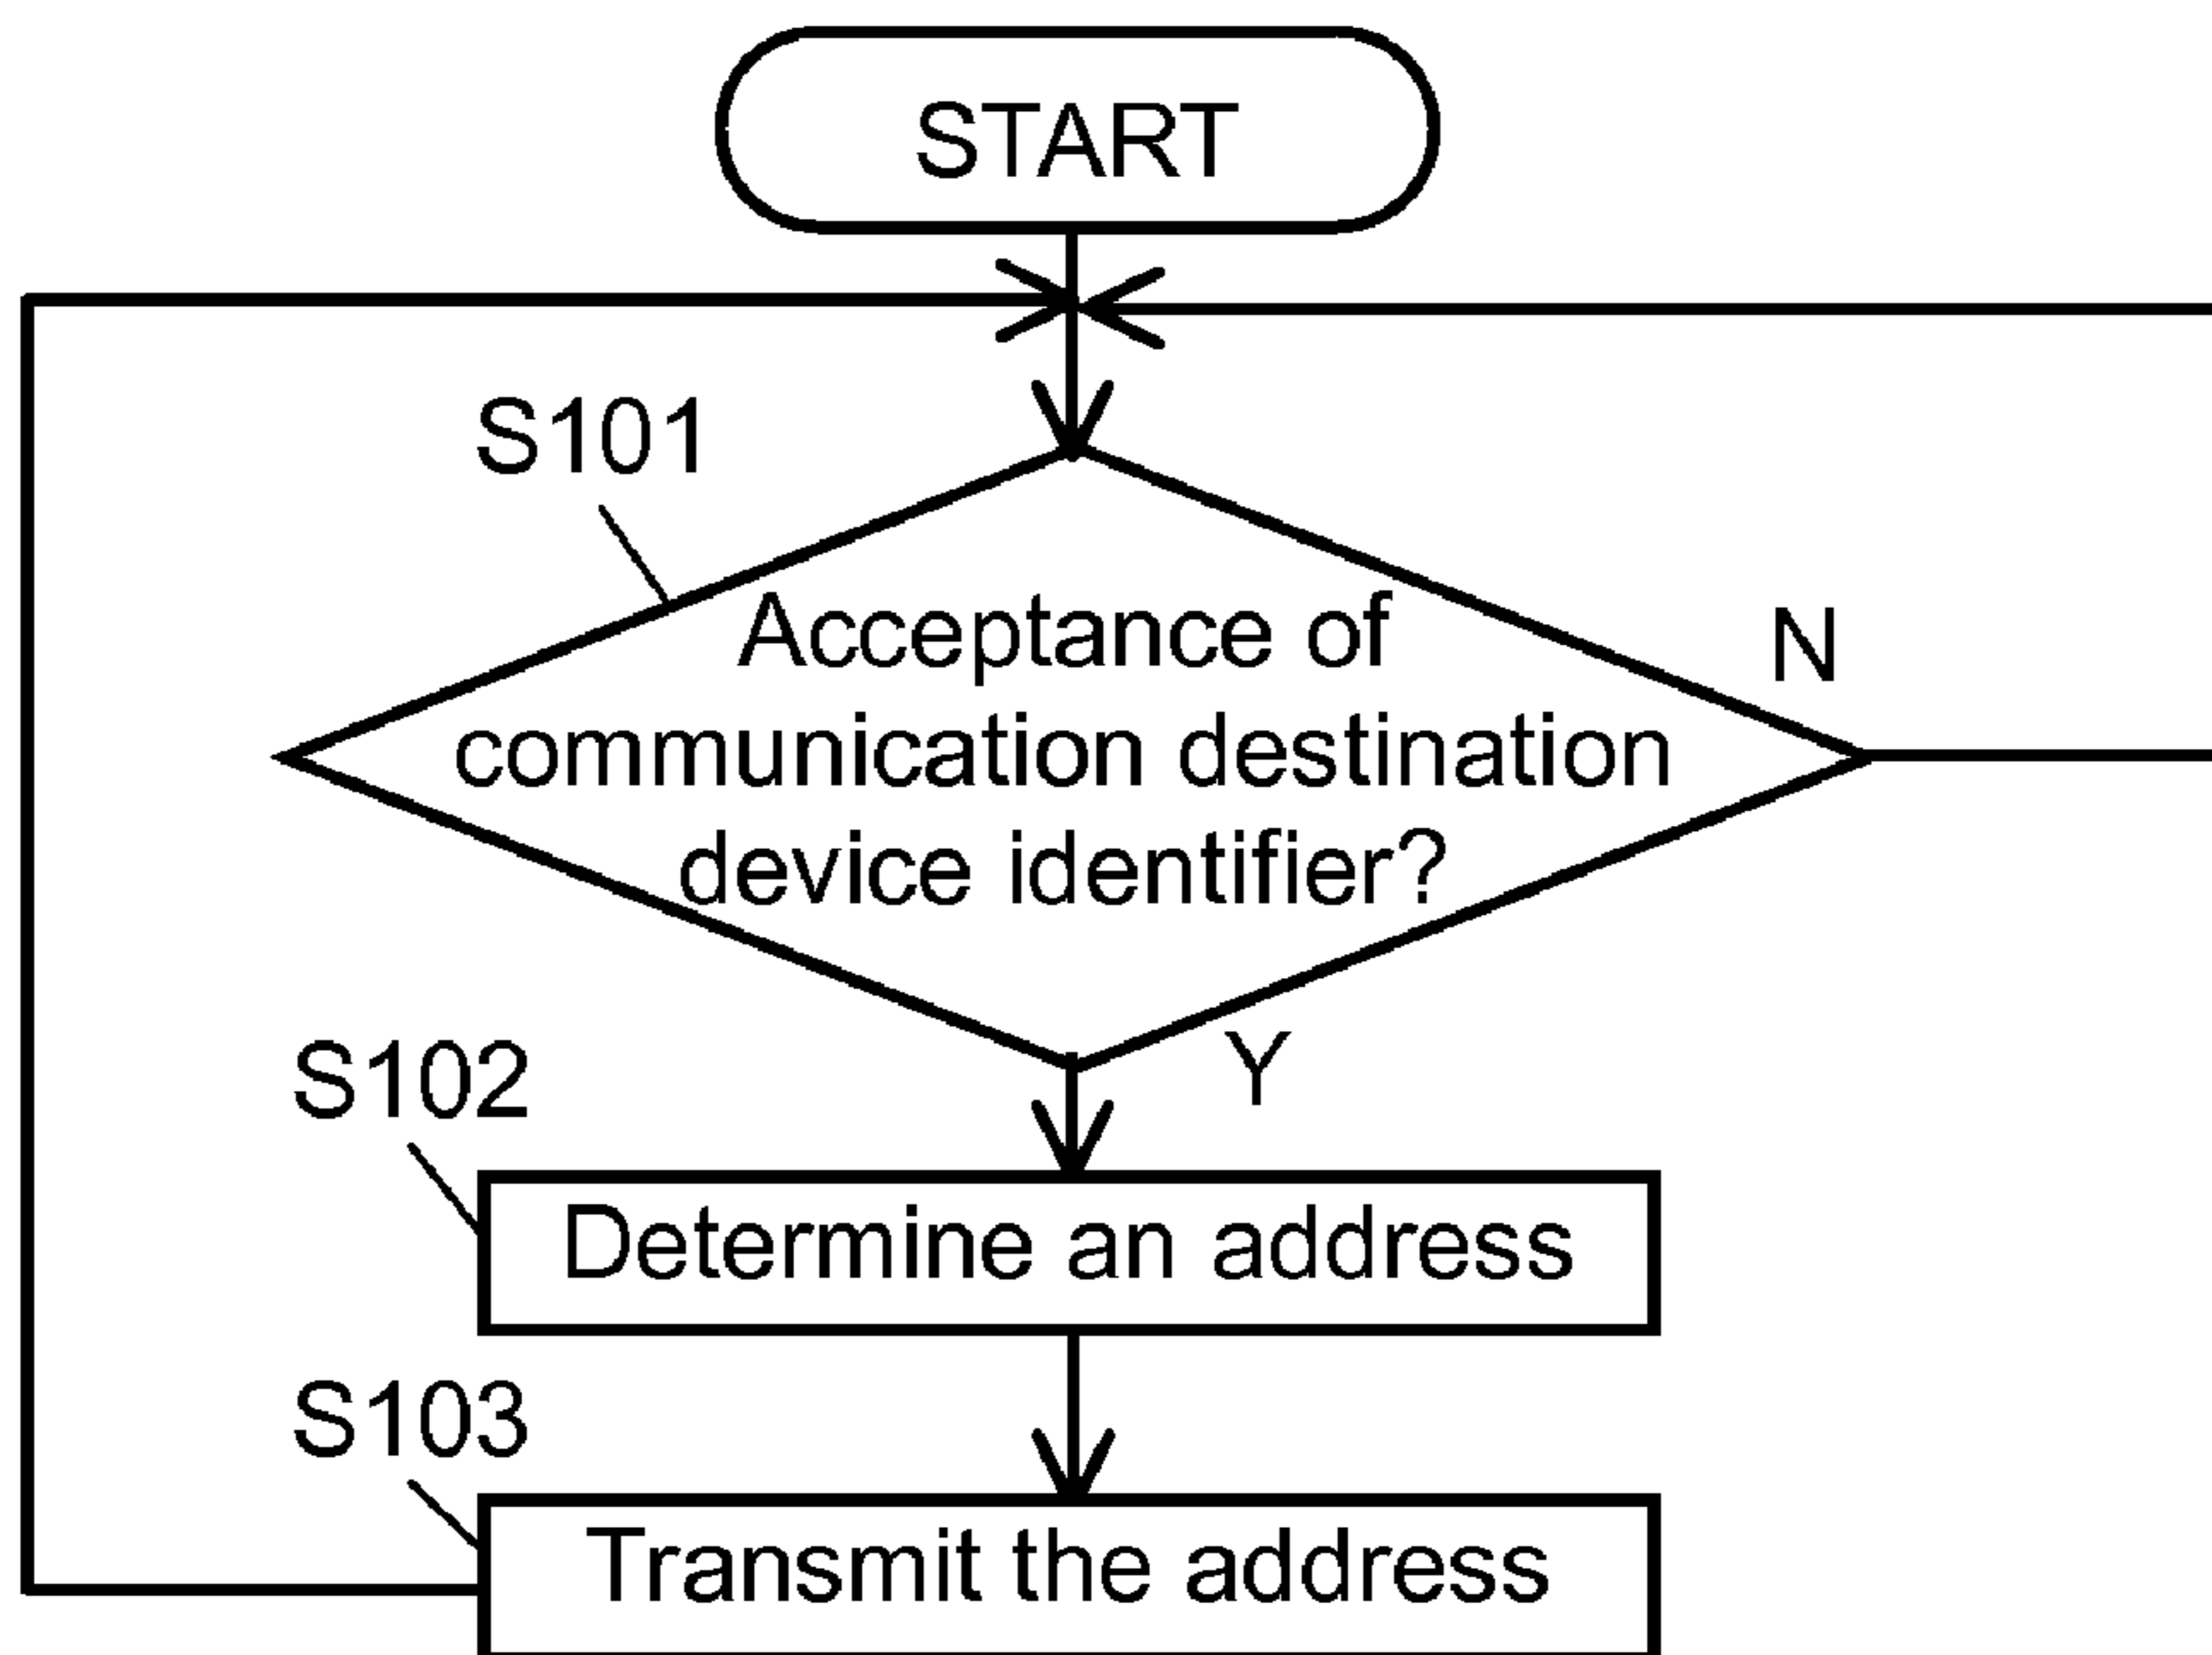 START
S101
Acceptance of
N
communication destination
device identifier?
Y
S102
Determine an address
S103
Transmit the address